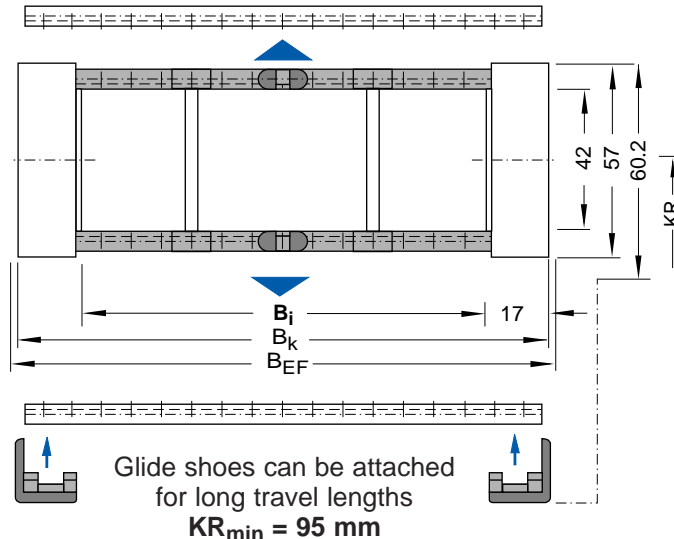 42
57
60.2
KR
Bi
17
Bk
BEF
Glide shoes can be attached
for long travel lengths
KRmin = 95 mm